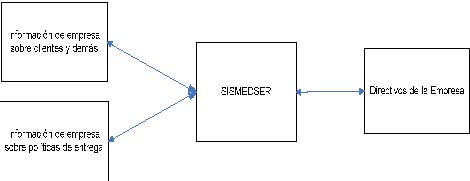 Información de empresa
sobre clientes y demás
SISMEDSER
Directivos de la Empresa
Información de empresa
sobre políticas de entrega